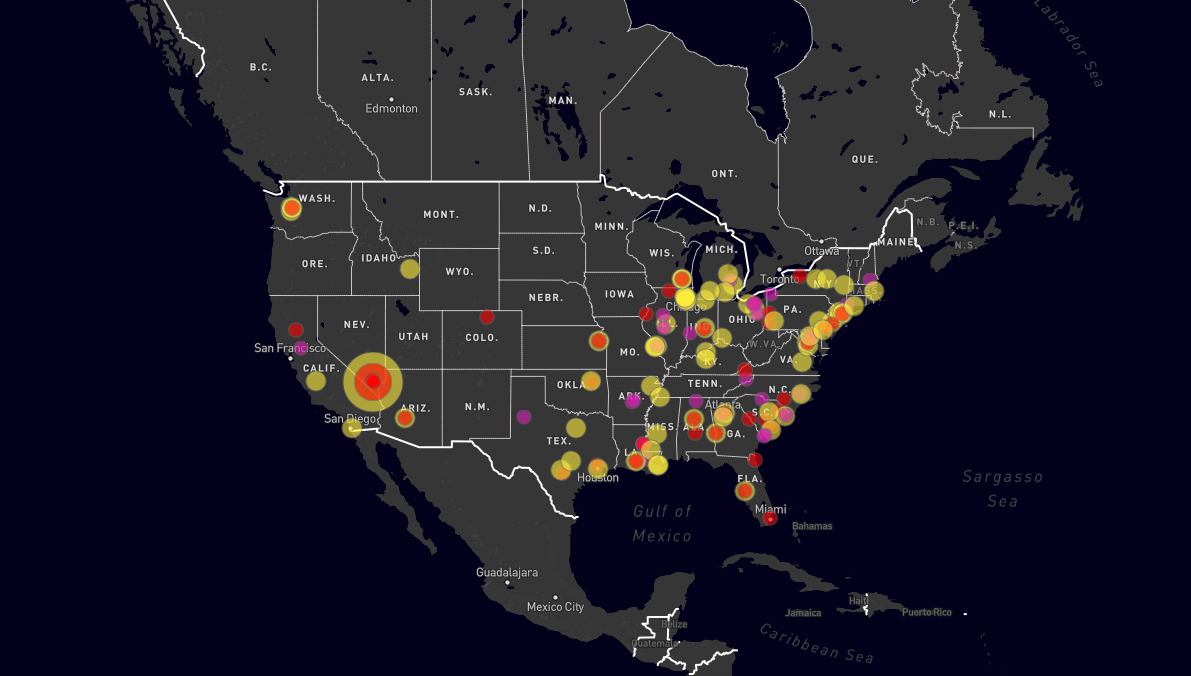 Labrador Sea
B.C.
ALTA.
Edmonton
SASK.
MAN.
ONT.
QUE.
N.L.
N.B.
P.E.I.
N.S.
WASH.
MONT.
N.D.
MINN.
WIS.
MICH.
Ottawa
MAINE
ORE.
IDAHO
WYO.
S.D.
Toronto
N.Y.
VT.
MASS.
NEBR.
IOWA
Chicago
NEV.
UTAH
COLO.
ILL.
IND.
OHIO
PA.
San Francisco
CALIF.
MO.
KY.
W.VA.
VA.
San Diego
ARIZ.
N.M.
OKLA.
ARK.
TENN.
N.C.
Atlanta
S.C.
TEX.
MISS.
ALA.
GA.
LA.
Houston
FLA.
Miami
Bahamas
Gulf of
Mexico
Sargasso
Sea
Guadalajara
Mexico City
Jamaica
Haiti
Puerto Rico
Belize
Guatemala
Caribbean Sea